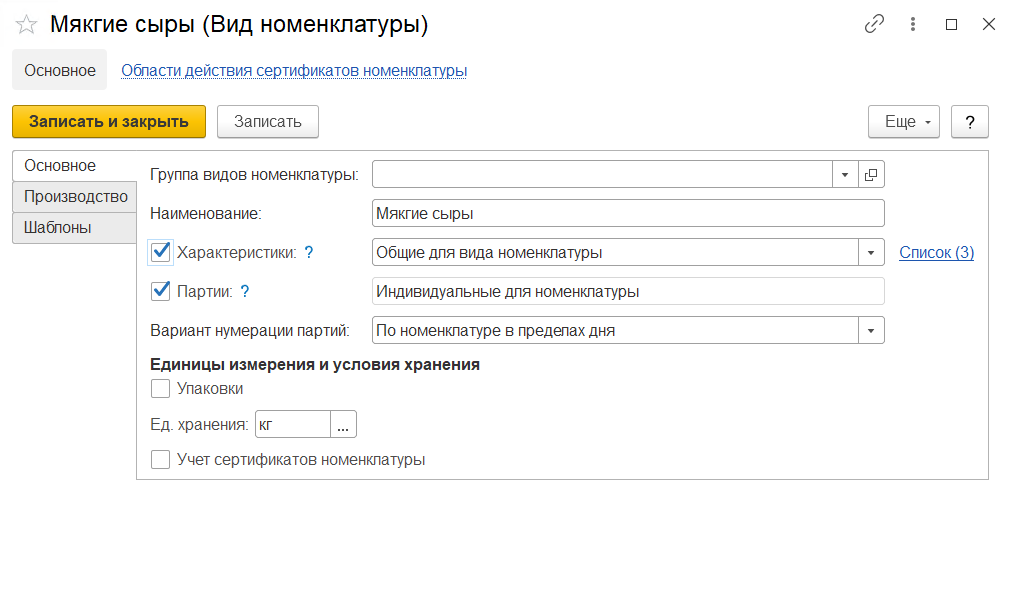 Мякгие сыры (Вид номенклатуры)
Основное Области действия сертификатов номенклатуры
Записать и закрыть Записать Еще ?
Основное
Производство
Шаблоны
Группа видов номенклатуры:
Наименование: Мякгие сыры
Характеристики: ? Общие для вида номенклатуры Список (3)
Партии: ? Индивидуальные для номенклатуры
Вариант нумерации партий: По номенклатуре в пределах дня
Единицы измерения и условия хранения
Упаковки
Ед. хранения: кг ...
Учет сертификатов номенклатуры